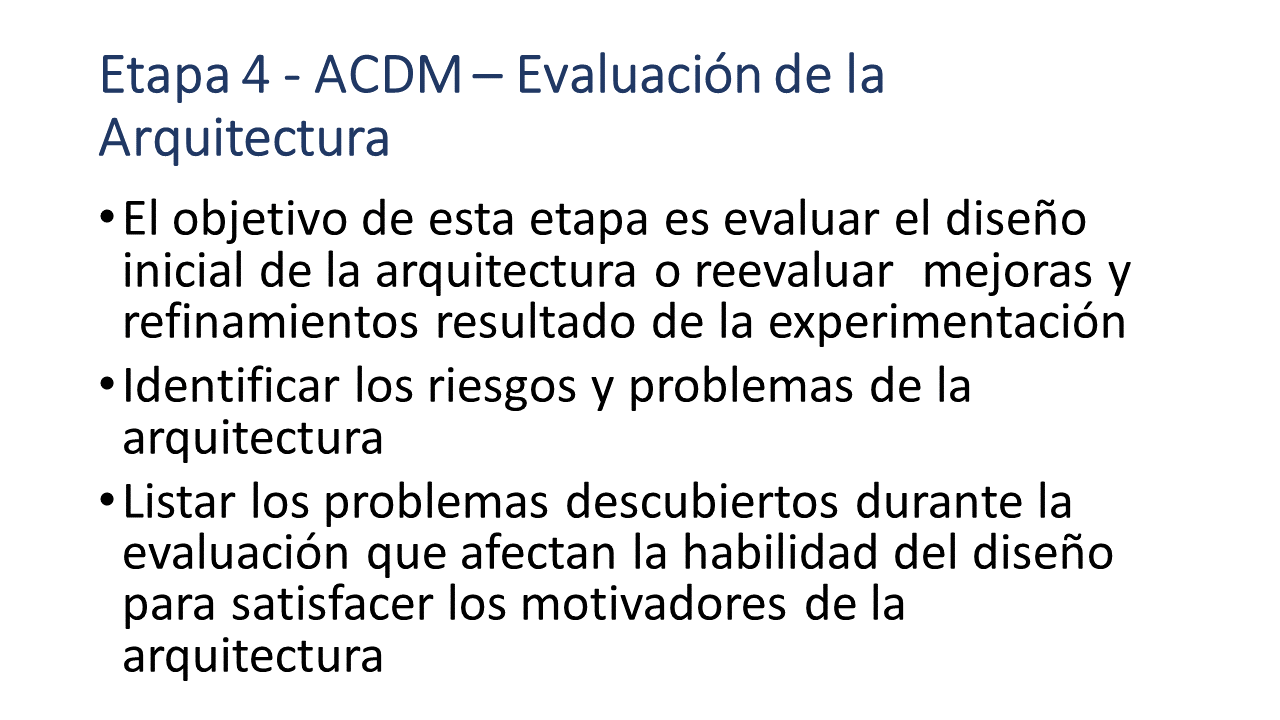 Etapa 4 - ACDM – Evaluación de la
Arquitectura
•El objetivo de esta etapa es evaluar el diseño
inicial de la arquitectura o reevaluar  mejoras y
refinamientos resultado de la experimentación
•Identificar los riesgos y problemas de la
arquitectura
•Listar los problemas descubiertos durante la
evaluación que afectan la habilidad del diseño
para satisfacer los motivadores de la
arquitectura